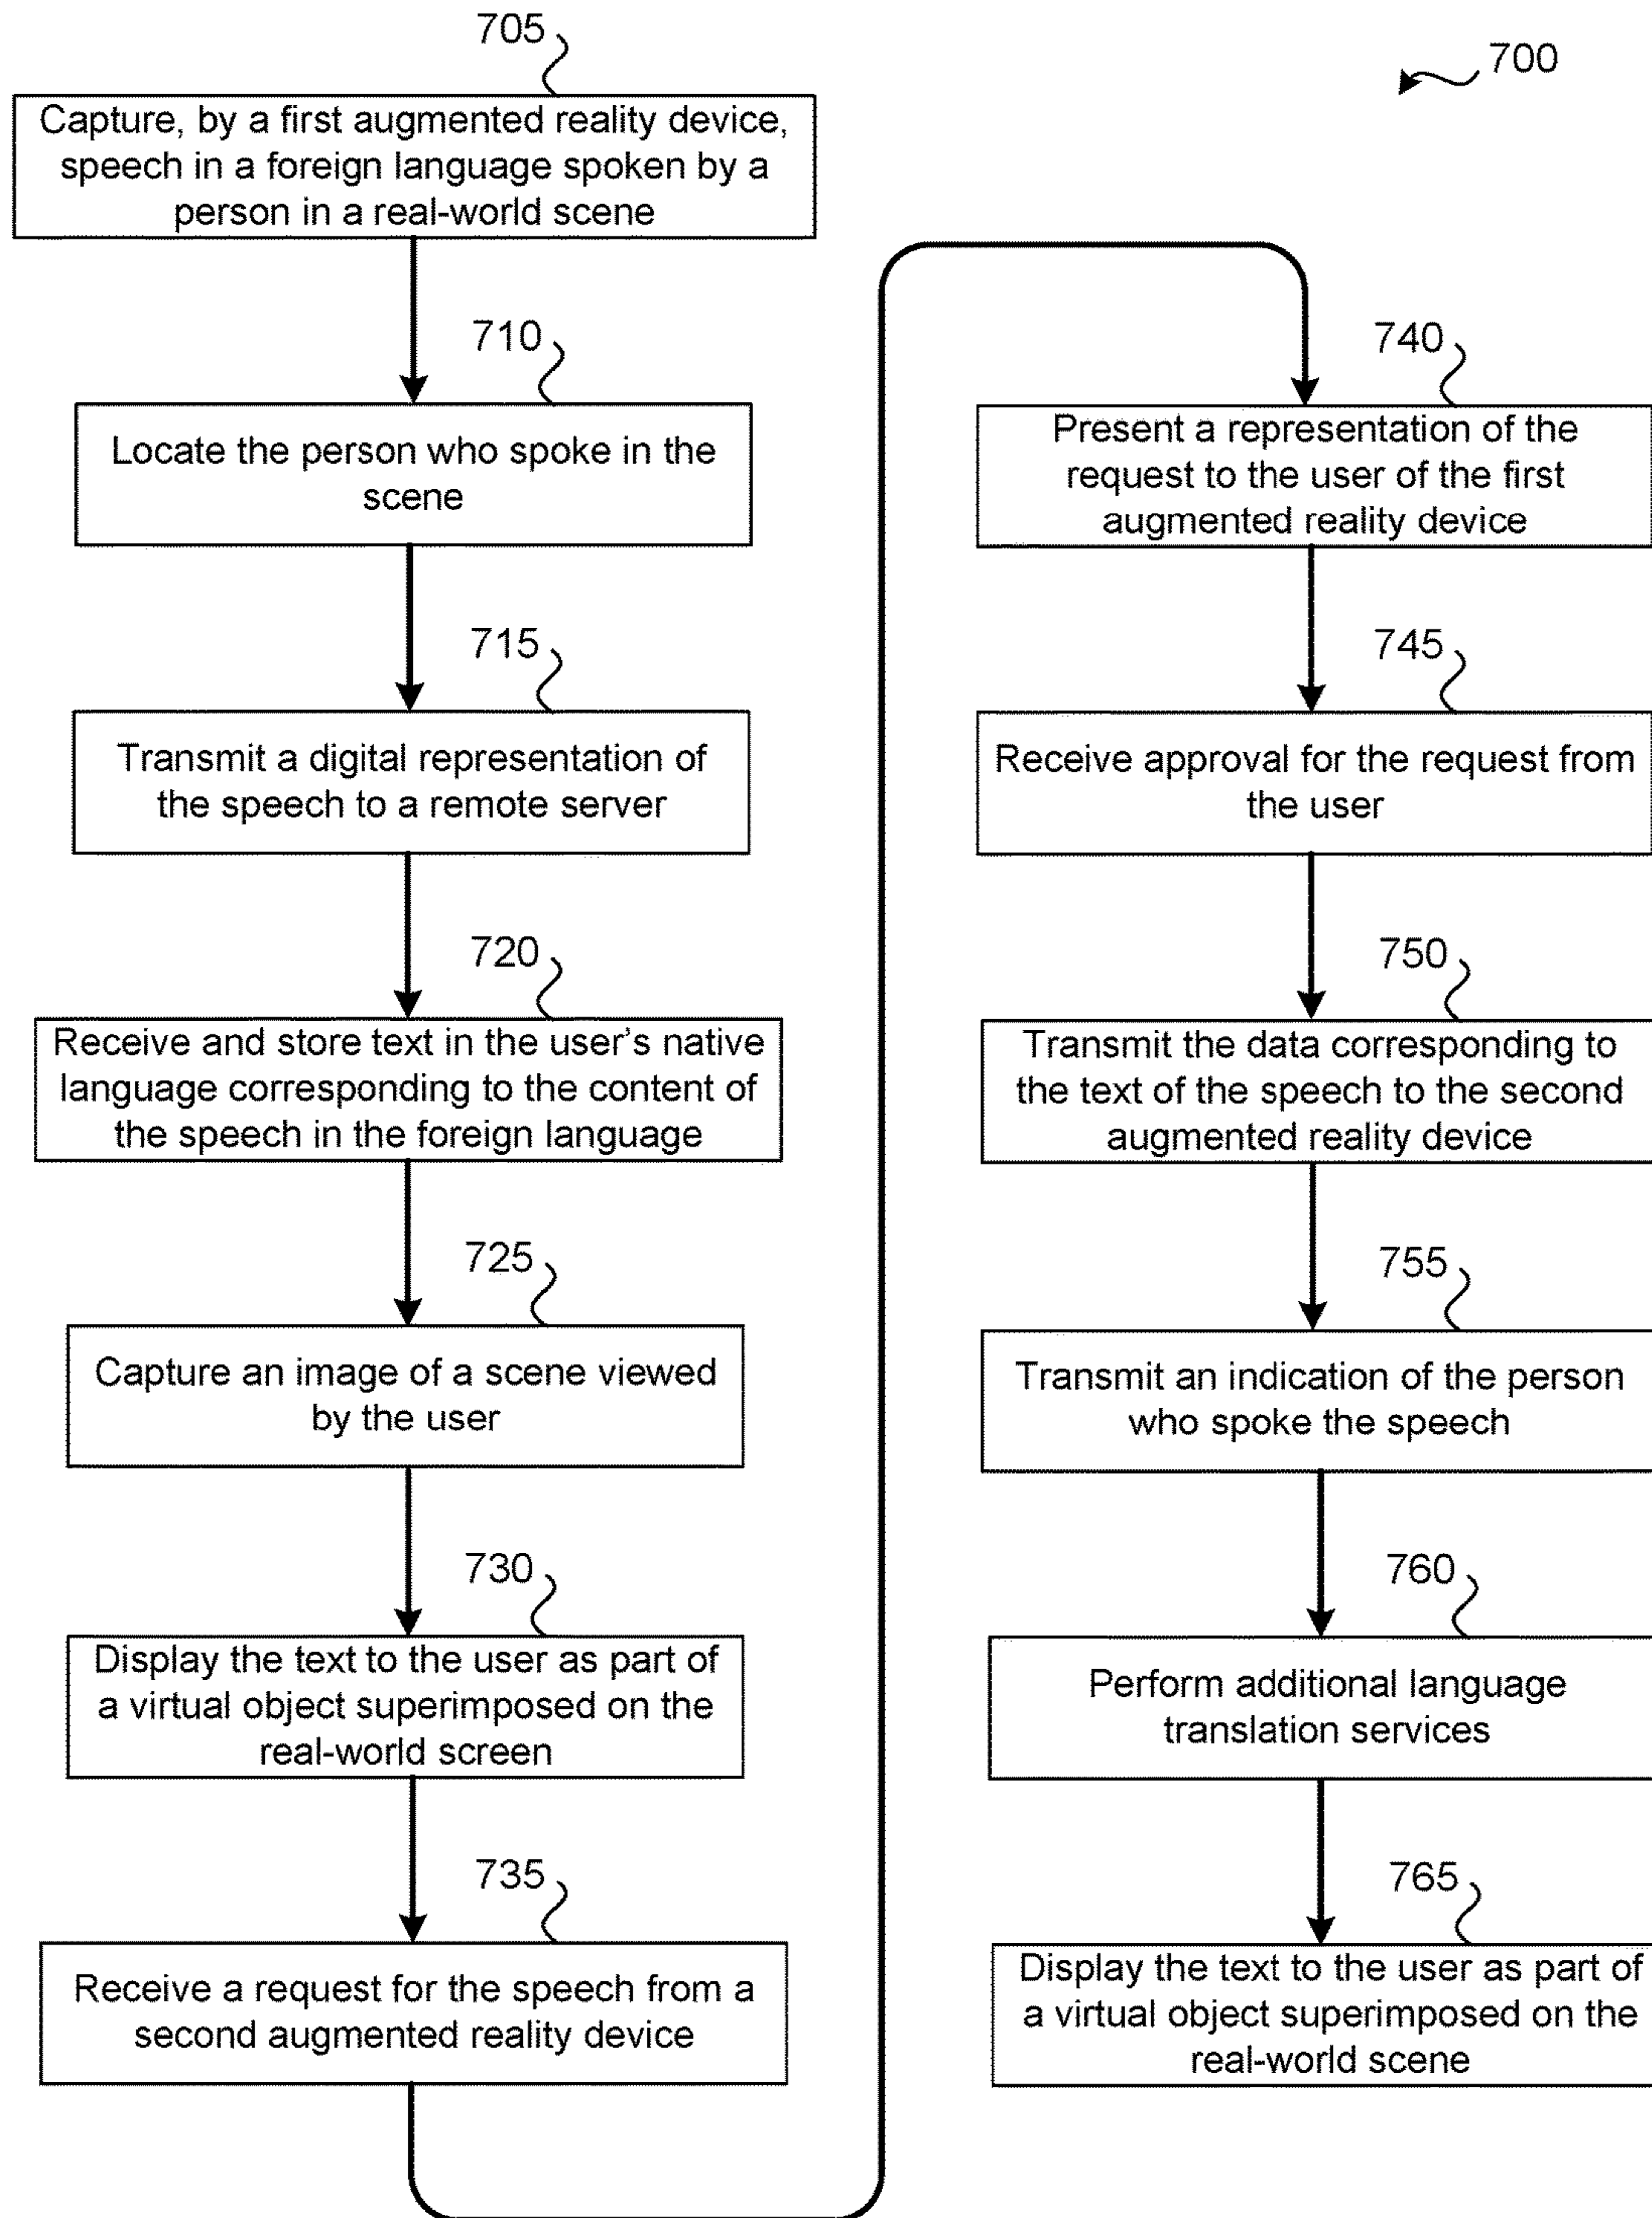 700
705
Capture, by a first augmented reality device,
speech in a foreign language spoken by a
person in a real-world scene
710
Locate the person who spoke in the
scene
715
Transmit a digital representation of
the speech to a remote server
720
Receive and store text in the user's native
language corresponding to the content of
the speech in the foreign language
725
Capture an image of a scene viewed
by the user
730
Display the text to the user as part of
a virtual object superimposed on the
real-world screen
735
Receive a request for the speech from a
second augmented reality device
740
Present a representation of the
request to the user of the first
augmented reality device
745
Receive approval for the request from
the user
750
Transmit the data corresponding to
the text of the speech to the second
augmented reality device
755
Transmit an indication of the person
who spoke the speech
760
Perform additional language
translation services
765
Display the text to the user as part of
a virtual object superimposed on the
real-world scene